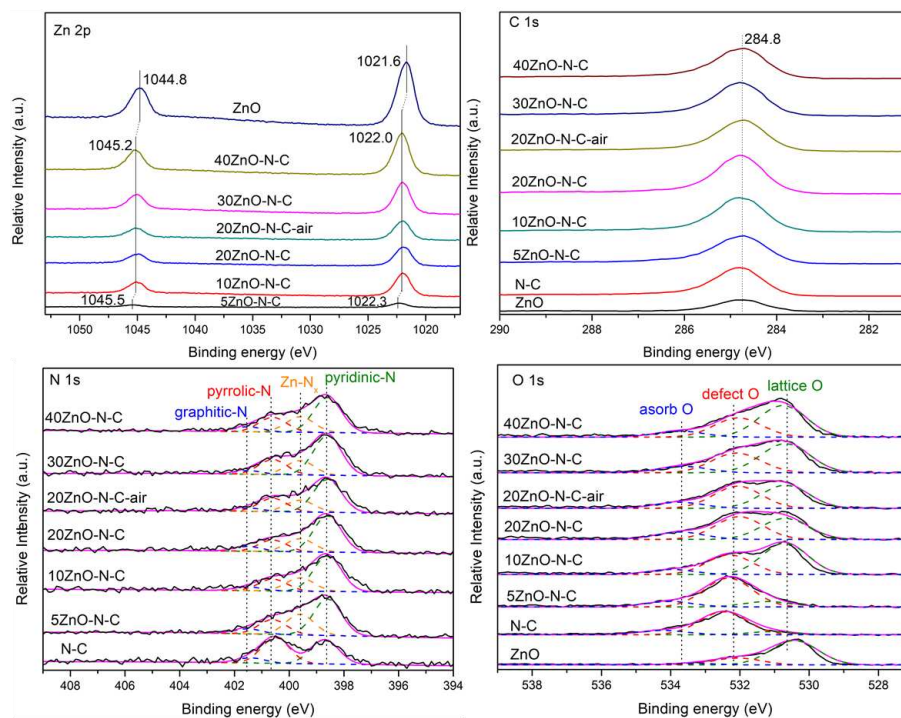 Zn 2p
1044.8
1021.6
ZnO
1045.2
1022.0
40ZnO-N-C
30ZnO-N-C
20ZnO-N-C-air
20ZnO-N-C
10ZnO-N-C
1045.5
5ZnO-N-C
1022.3
1050 1045 1040 1035 1030 1025 1020
Binding energy (eV)
Relative Intensity (a.u.)
C 1s
284.8
40ZnO-N-C
30ZnO-N-C
20ZnO-N-C-air
20ZnO-N-C
10ZnO-N-C
5ZnO-N-C
N-C
ZnO
290 288 286 284 282
Binding energy (eV)
Relative Intensity (a.u.)
N 1s
Zn-Nx
pyridinic-N
pyrrolic-N
graphitic-N
40ZnO-N-C
30ZnO-N-C
20ZnO-N-C-air
20ZnO-N-C
10ZnO-N-C
5ZnO-N-C
N-C
408 406 404 402 400 398 396 394
Binding energy (eV)
Relative Intensity (a.u.)
O 1s
asorb O
defect O
lattice O
40ZnO-N-C
30ZnO-N-C
20ZnO-N-C-air
20ZnO-N-C
10ZnO-N-C
5ZnO-N-C
N-C
ZnO
538 536 534 532 530 528
Binding energy (eV)
Relative Intensity (a.u.)